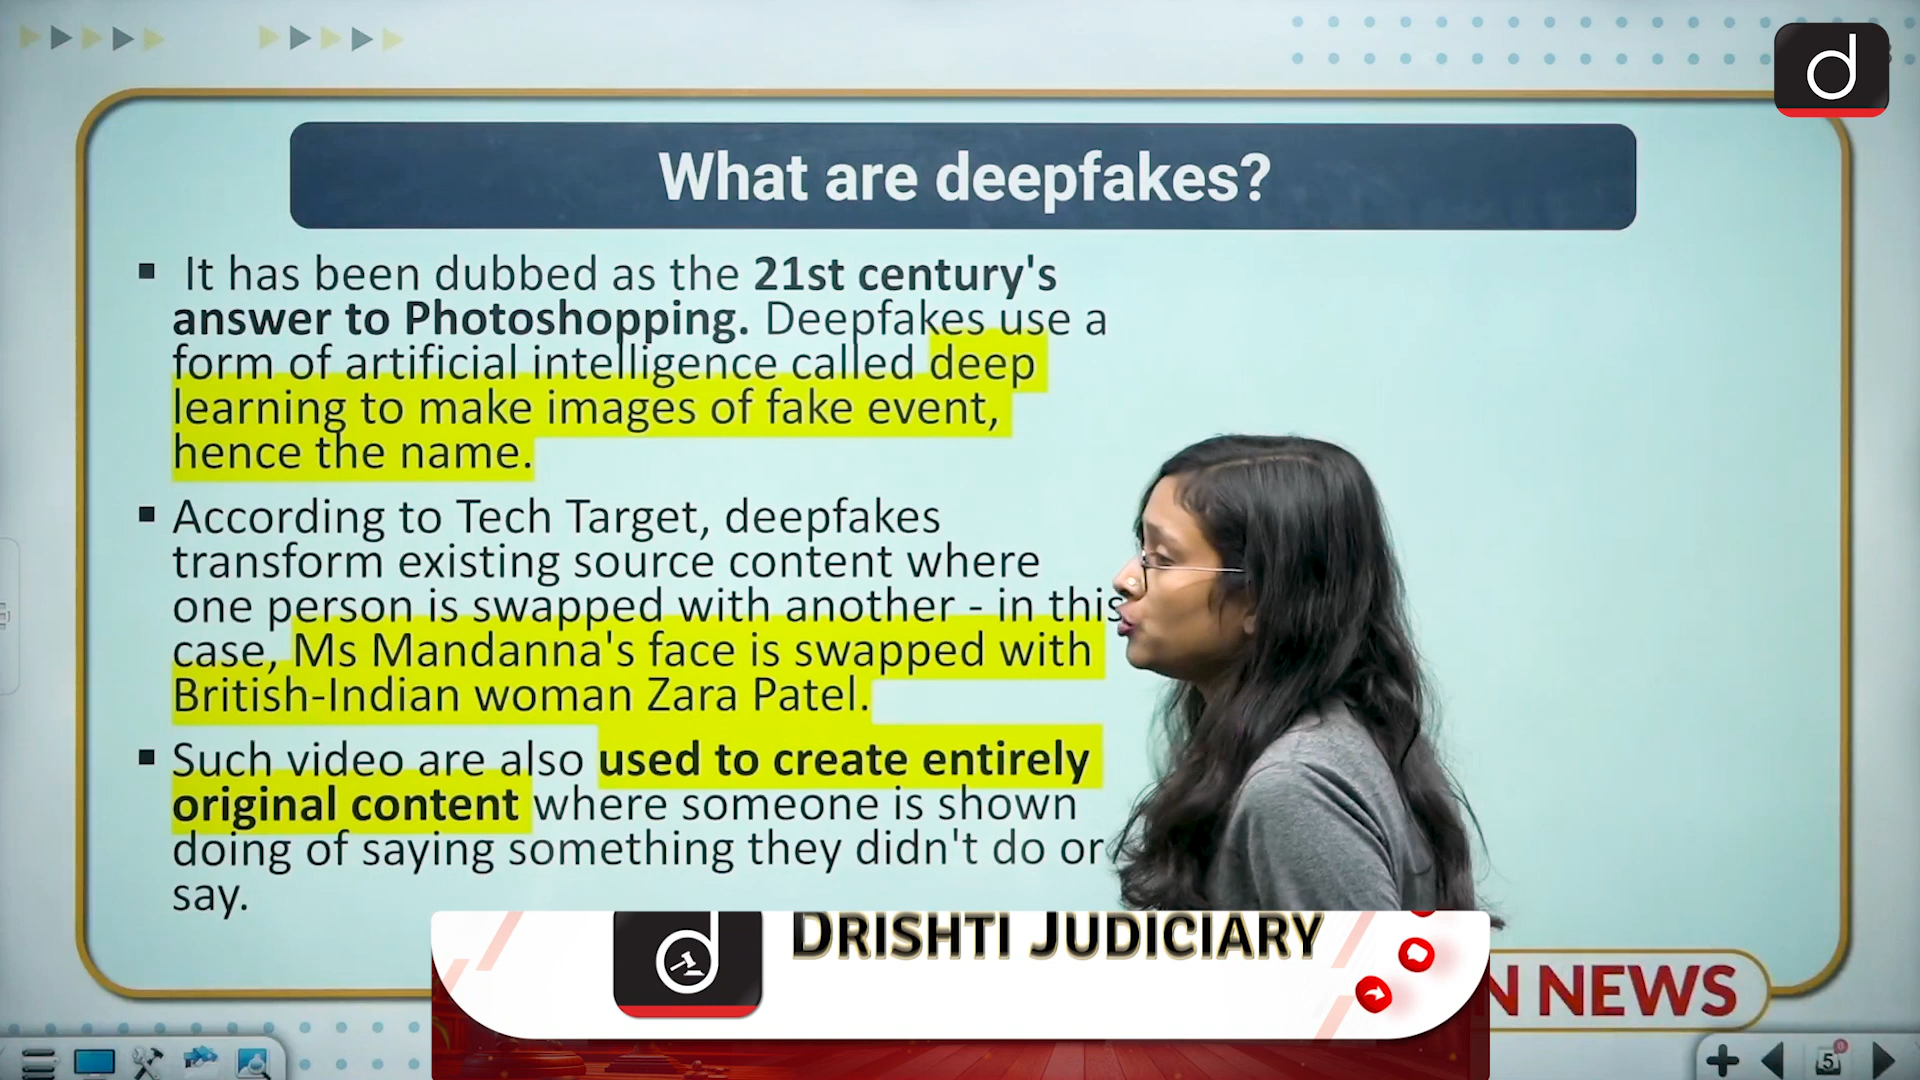 What are deepfakes?
▪ It has been dubbed as the 21st century's
answer to Photoshopping. Deepfakes use a
form of artificial intelligence called deep
learning to make images of fake event,
hence the name.
▪ According to Tech Target, deepfakes
transform existing source content where
one person is swapped with another - in this
case, Ms Mandanna's face is swapped with
British-Indian woman Zara Patel.
▪ Such video are also used to create entirely
original content where someone is shown
doing of saying something they didn't do or
say.
DRISHTI JUDICIARY
N NEWS
5